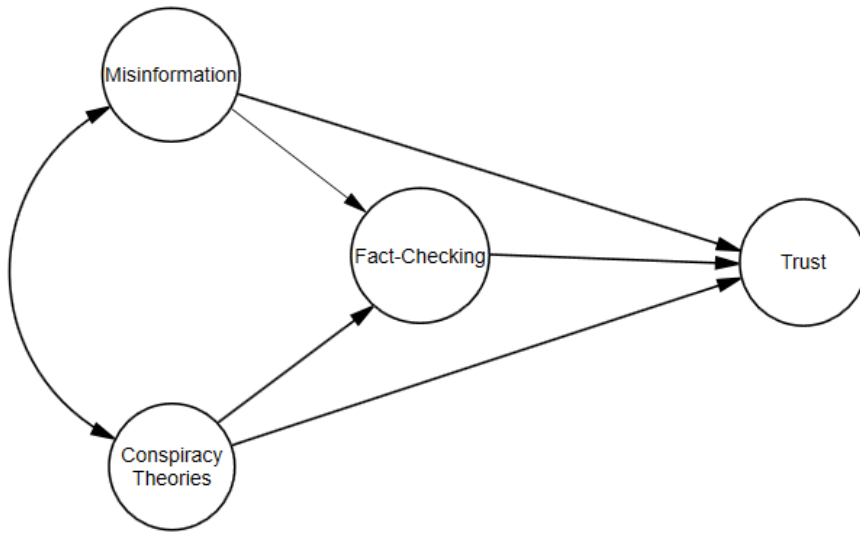 Misinformation
Fact-Checking
Trust
Conspiracy
Theories